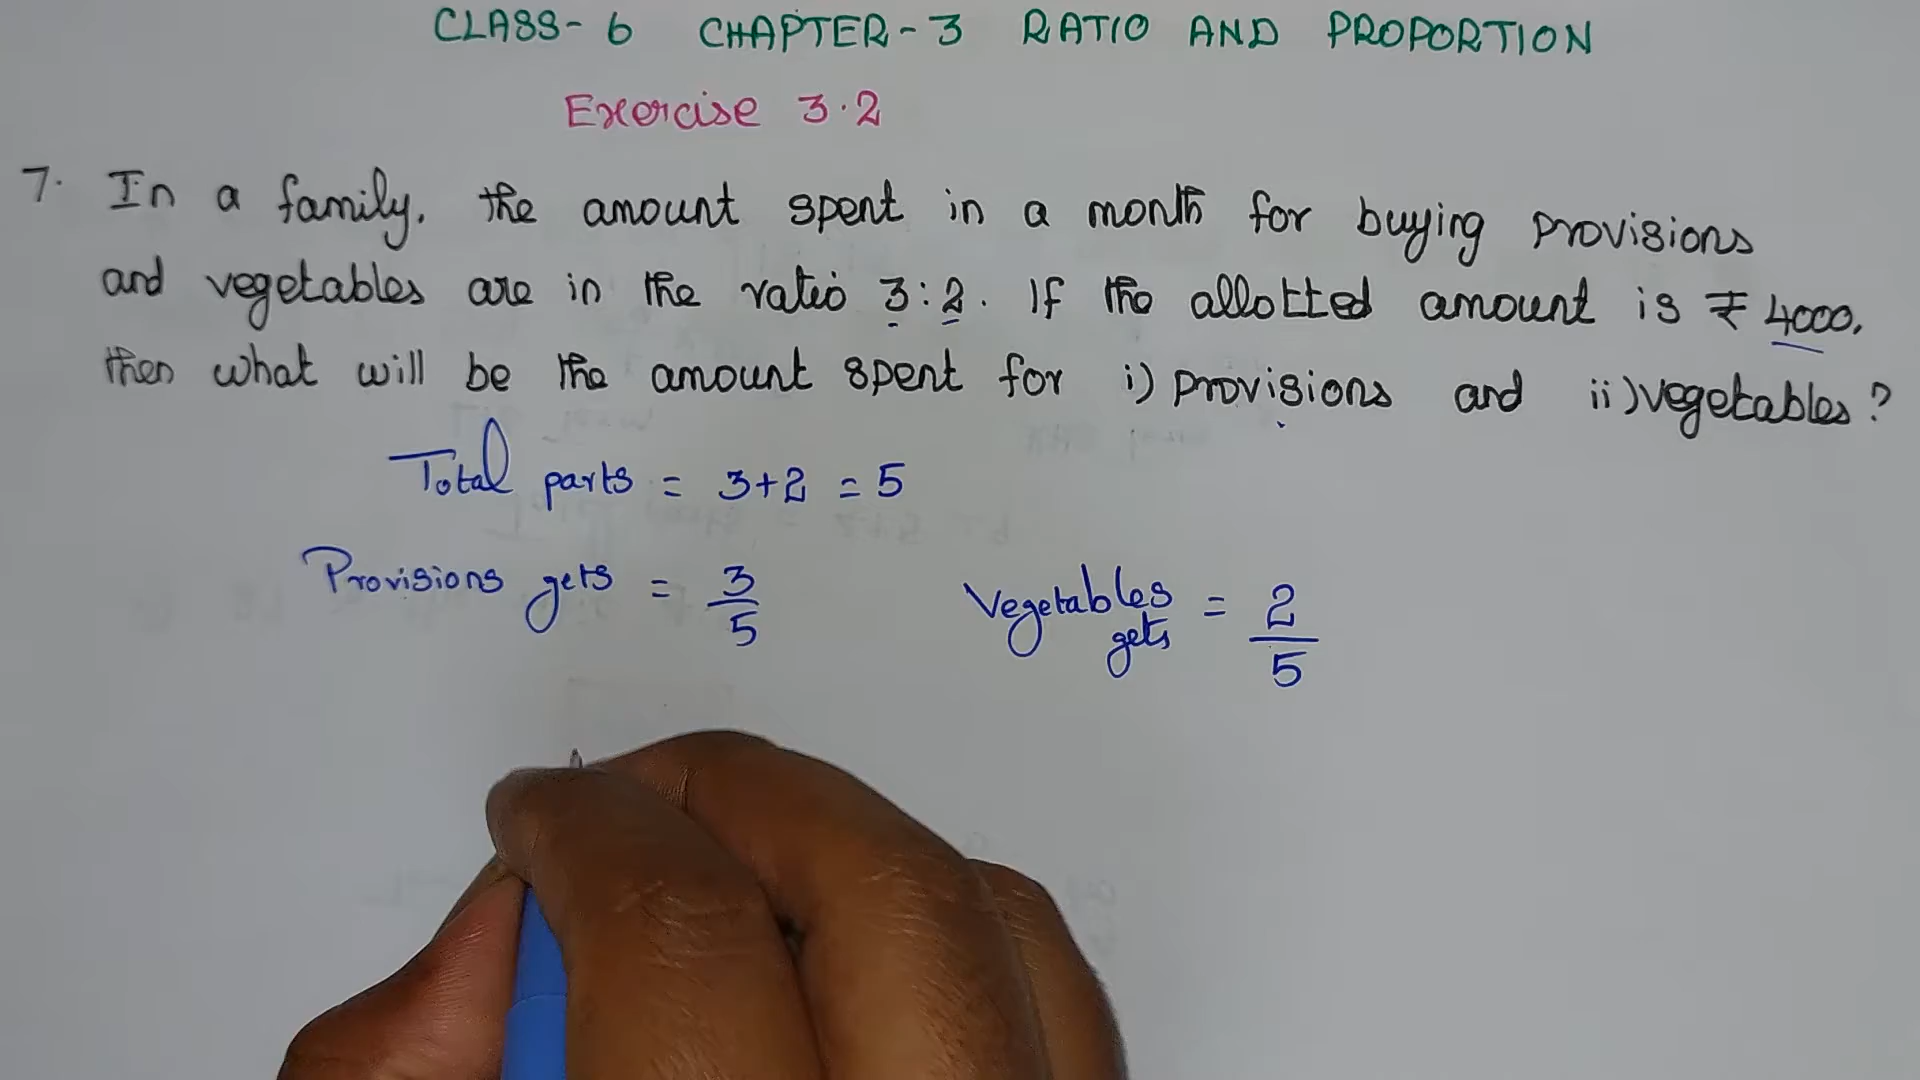 CLASS-6 CHAPTER-3 RATIO AND PROPORTION
Exercise 3.2
7. In a family, the amount spent in a month for buying provisions
and vegetables are in the ratio 3:2. If the allotted amount is ₹ 4000,
then what will be the amount spent for i) provisions and ii) vegetables?
Total parts = 3+2 = 5
Provisions gets = 3/5
Vegetables gets = 2/5